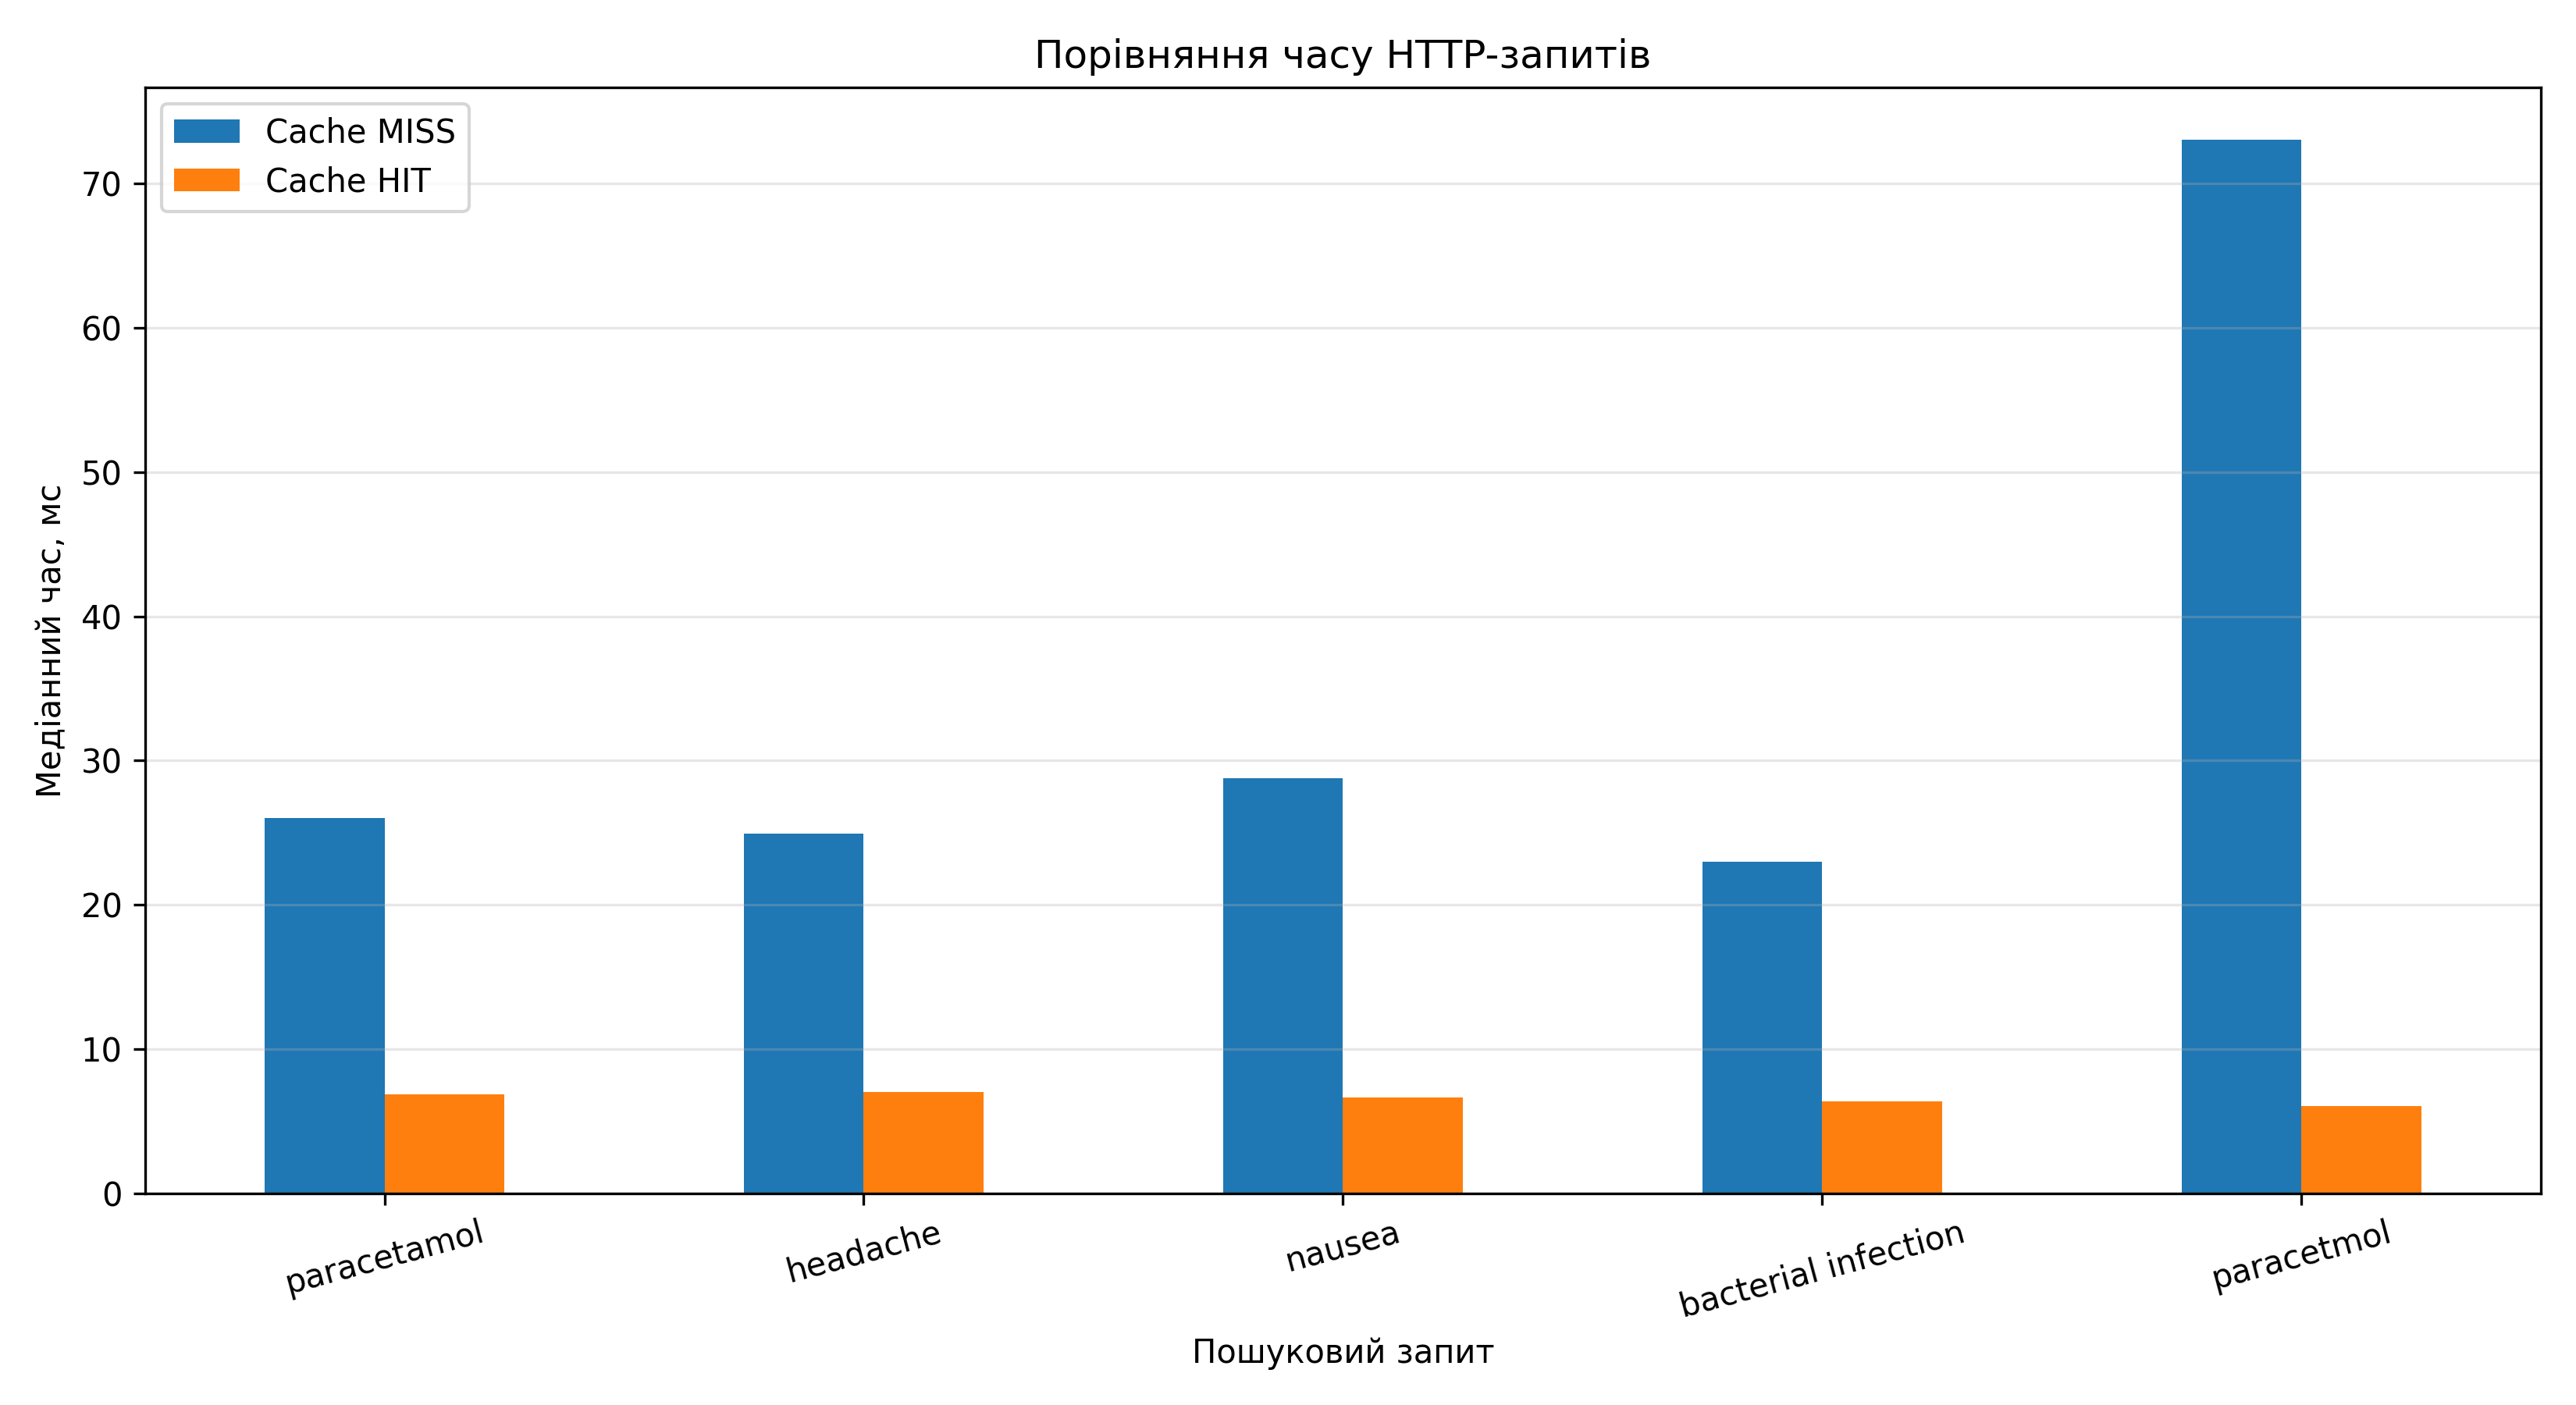 Порівняння часу HTTP-запитів
Cache MISS
Cache HIT
Медіанний час, мс
70
60
50
40
30
20
10
0
paracetamol
headache
nausea
bacterial infection
paracetmol
Пошуковий запит